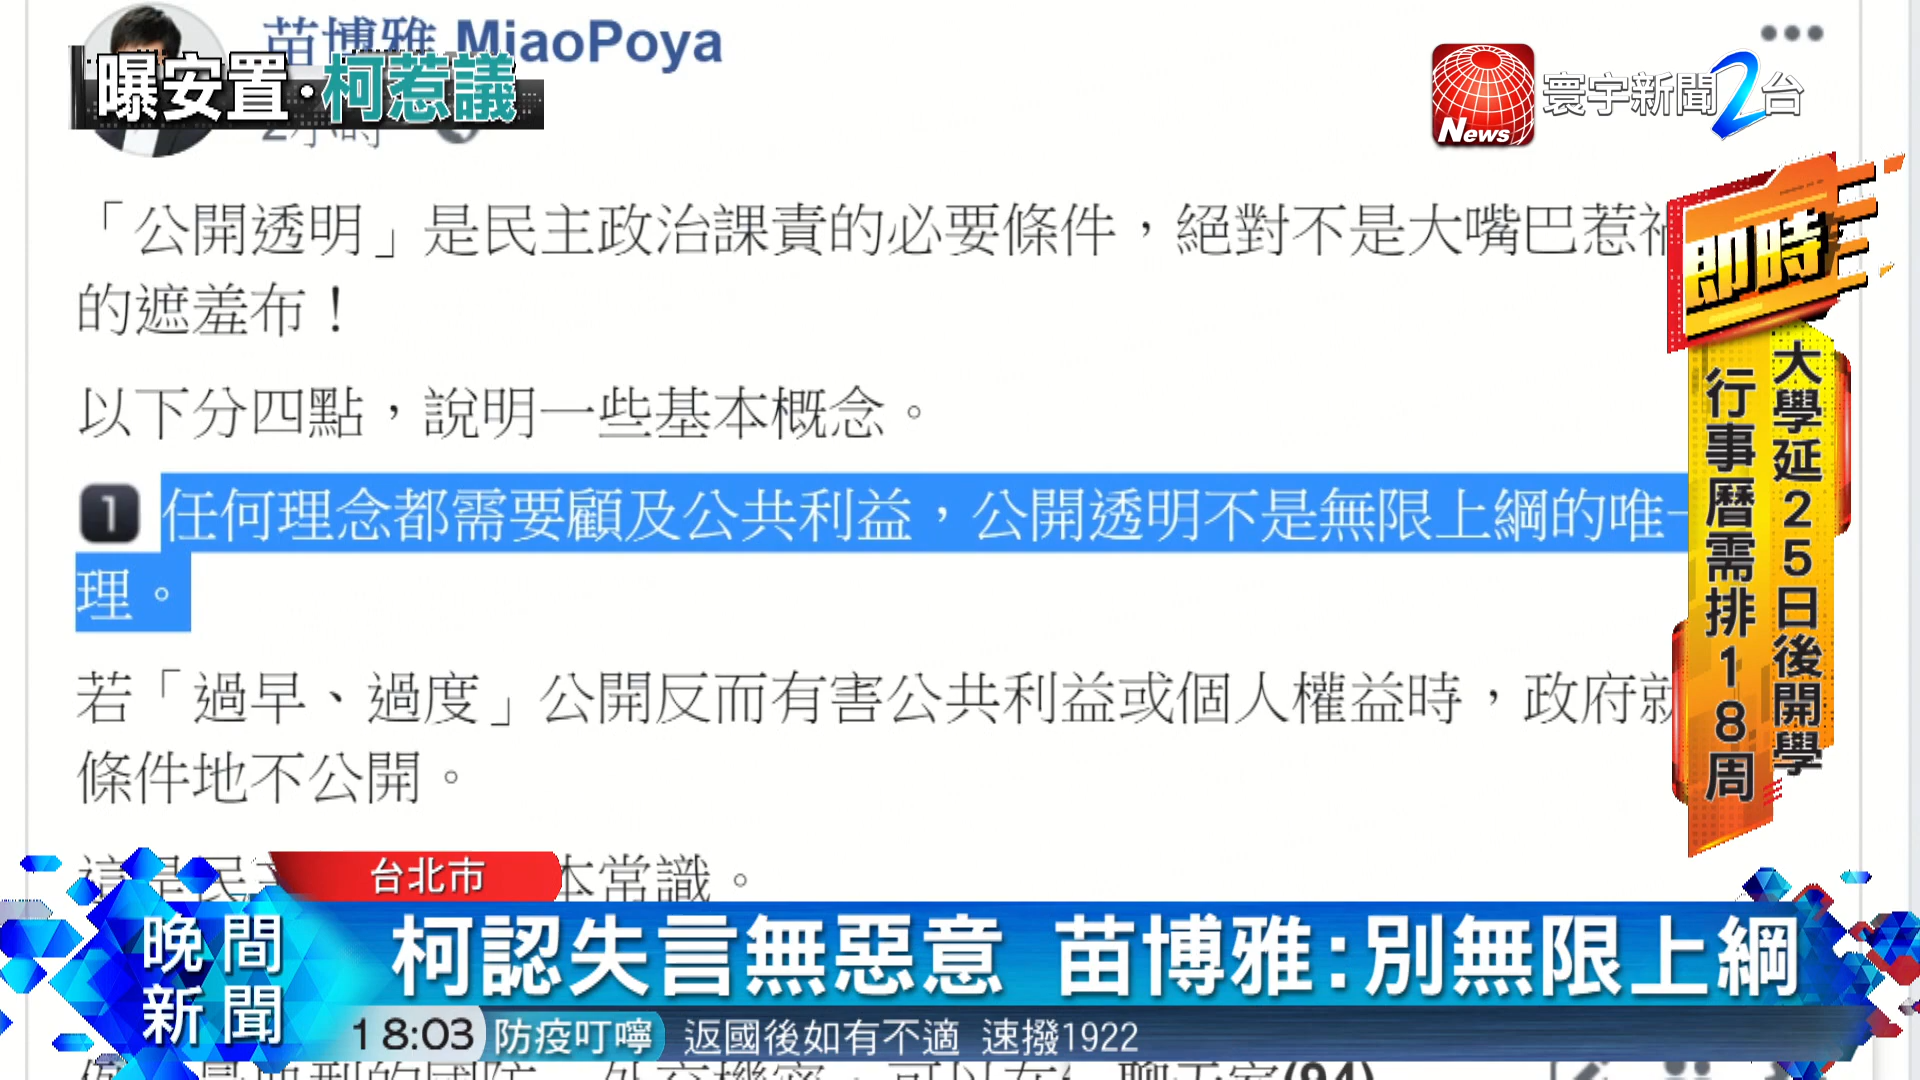 苗博雅 MiaoPoya
曝安置·柯惹議
2小時
News
寰宇新聞2台
「公開透明」是民主政治課責的必要條件，絕對不是大嘴巴惹
的遮羞布！
以下分四點，說明一些基本概念。
1 任何理念都需要顧及公共利益，公開透明不是無限上綱的唯一
理。
若「過早、過度」公開反而有害公共利益或個人權益時，政府就
條件地不公開。
本常識。
即時
大學延25日後開學
行事曆需排18周
台北市
晚間新聞
柯認失言無惡意 苗博雅:別無限上綱
18:03 防疫叮嚀 返國後如有不適 速撥1922
聊天室(94)